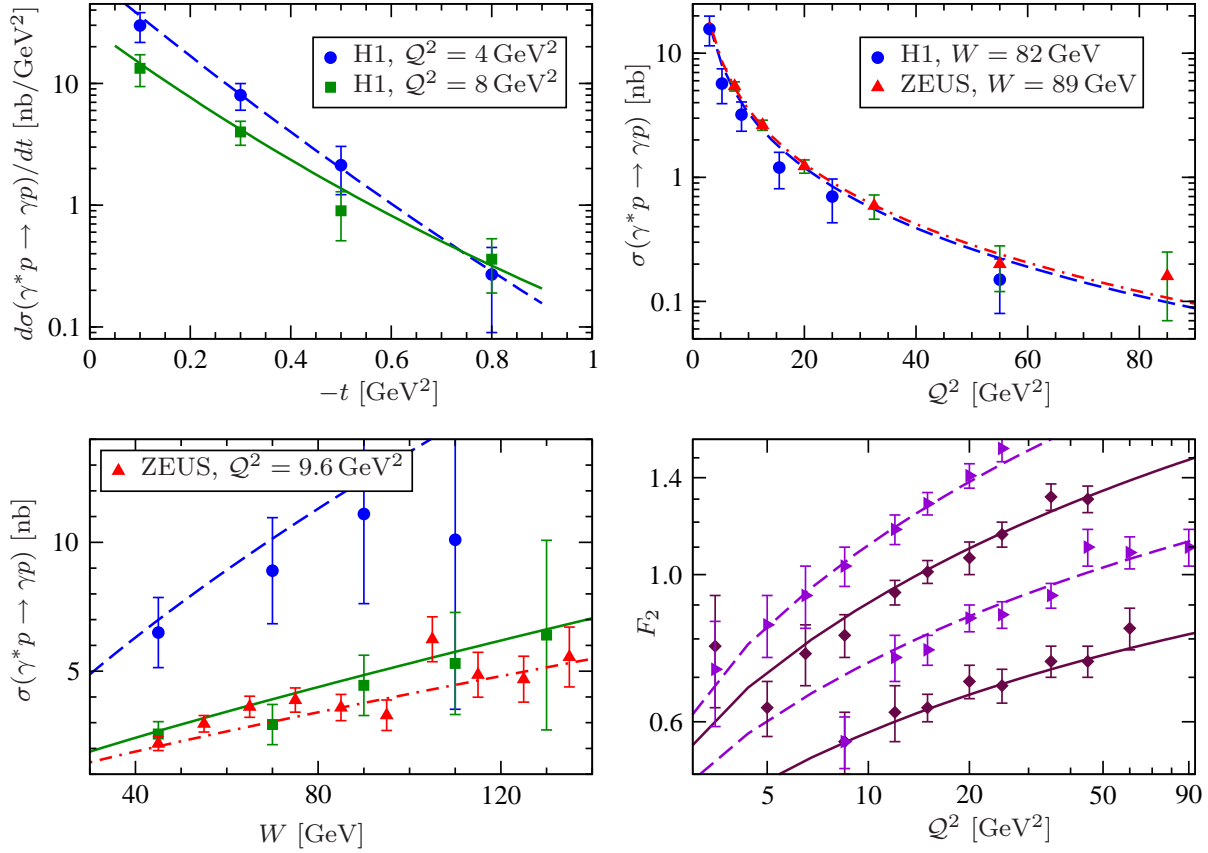 dσ(γ*p → γp)/dt [nb/GeV²]
10
1
0.1
H1, 𝒬² = 4 GeV²
H1, 𝒬² = 8 GeV²
0 0.2 0.4 0.6 0.8 1
−t [GeV²]
σ(γ*p → γp) [nb]
10
1
0.1
H1, W = 82 GeV
ZEUS, W = 89 GeV
0 20 40 60 80
𝒬² [GeV²]
σ(γ*p → γp) [nb]
10
5
0
ZEUS, 𝒬² = 9.6 GeV²
40 80 120
W [GeV]
F₂
1.4
1.0
0.6
5 10 20 50 90
𝒬² [GeV²]